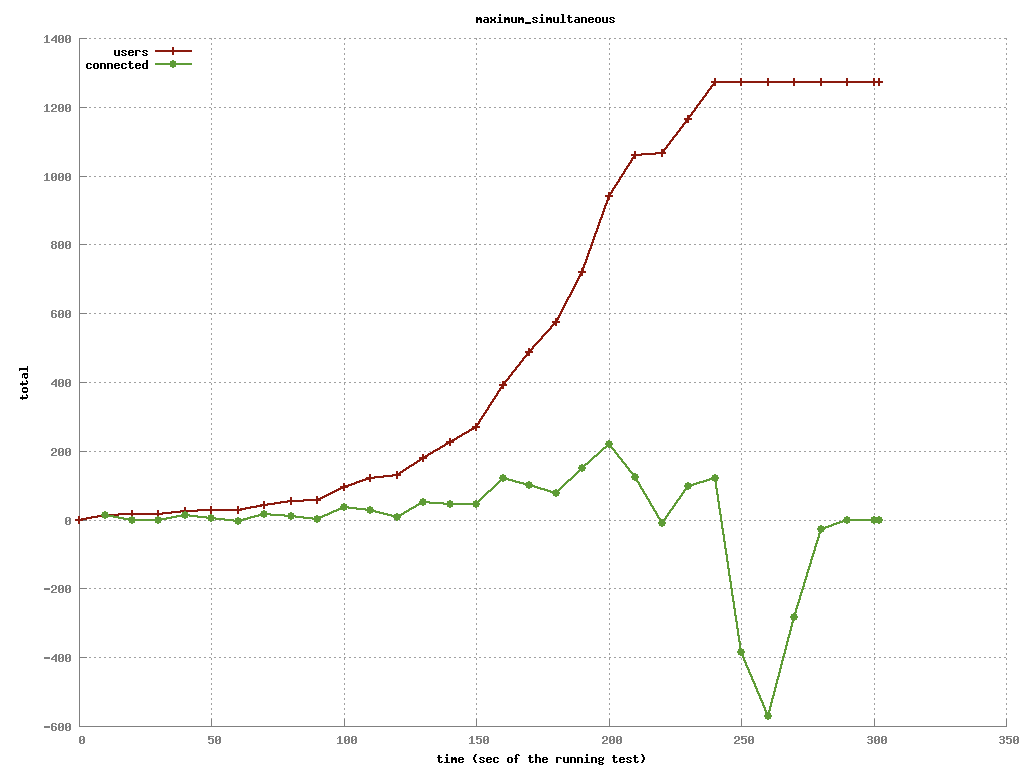 maximum_simultaneous
users
connected
1400
1200
1000
800
600
400
200
0
-200
-400
-600
total
0 50 100 150 200 250 300 350
time (sec of the running test)